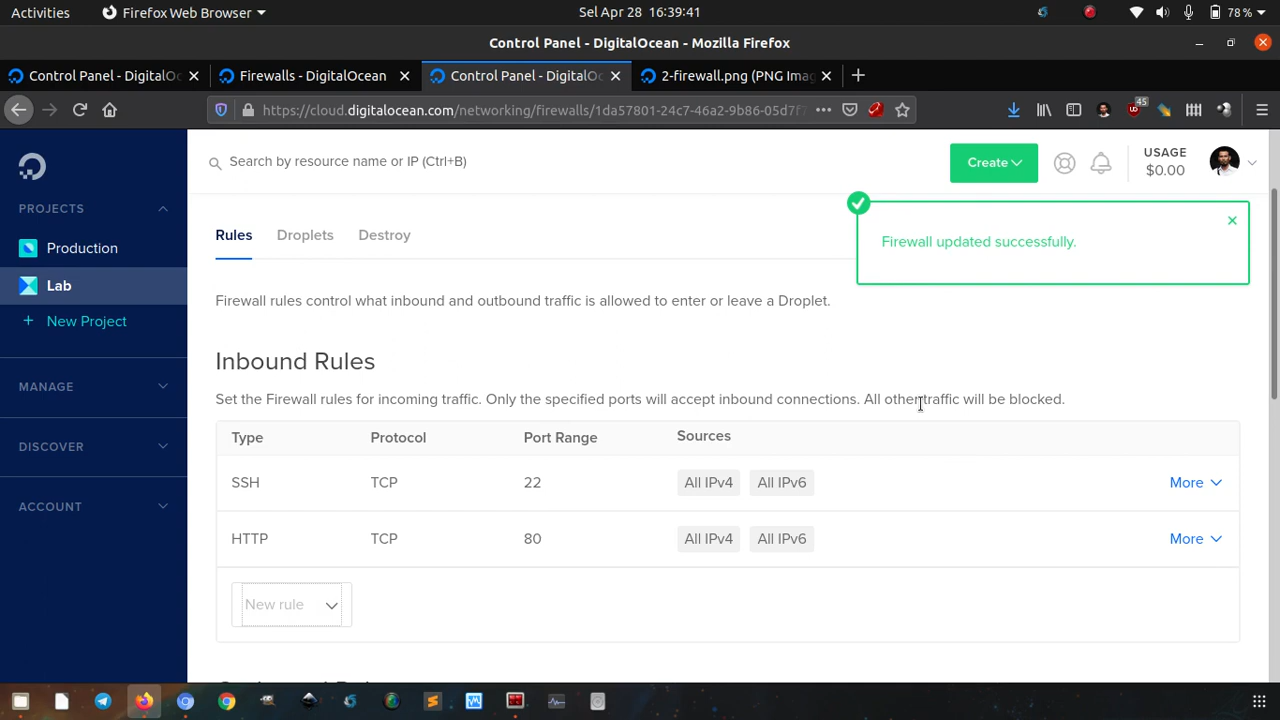 Activities Firefox Web Browser Sel Apr 28 16:39:41 78%
Control Panel - DigitalOcean - Mozilla Firefox
Control Panel - DigitalOc Firewalls - DigitalOcean Control Panel - DigitalOc 2-firewall.png (PNG Imag
https://cloud.digitalocean.com/networking/firewalls/1da57801-24c7-46a2-9b86-05d7f7 45
Search by resource name or IP (Ctrl+B) Create USAGE
$0.00
PROJECTS
Production
Lab
New Project
MANAGE
DISCOVER
ACCOUNT
Rules Droplets Destroy
Firewall updated successfully.
Firewall rules control what inbound and outbound traffic is allowed to enter or leave a Droplet.
Inbound Rules
Set the Firewall rules for incoming traffic. Only the specified ports will accept inbound connections. All other traffic will be blocked.
Type Protocol Port Range Sources
SSH TCP 22 All IPv4 All IPv6 More
HTTP TCP 80 All IPv4 All IPv6 More
New rule